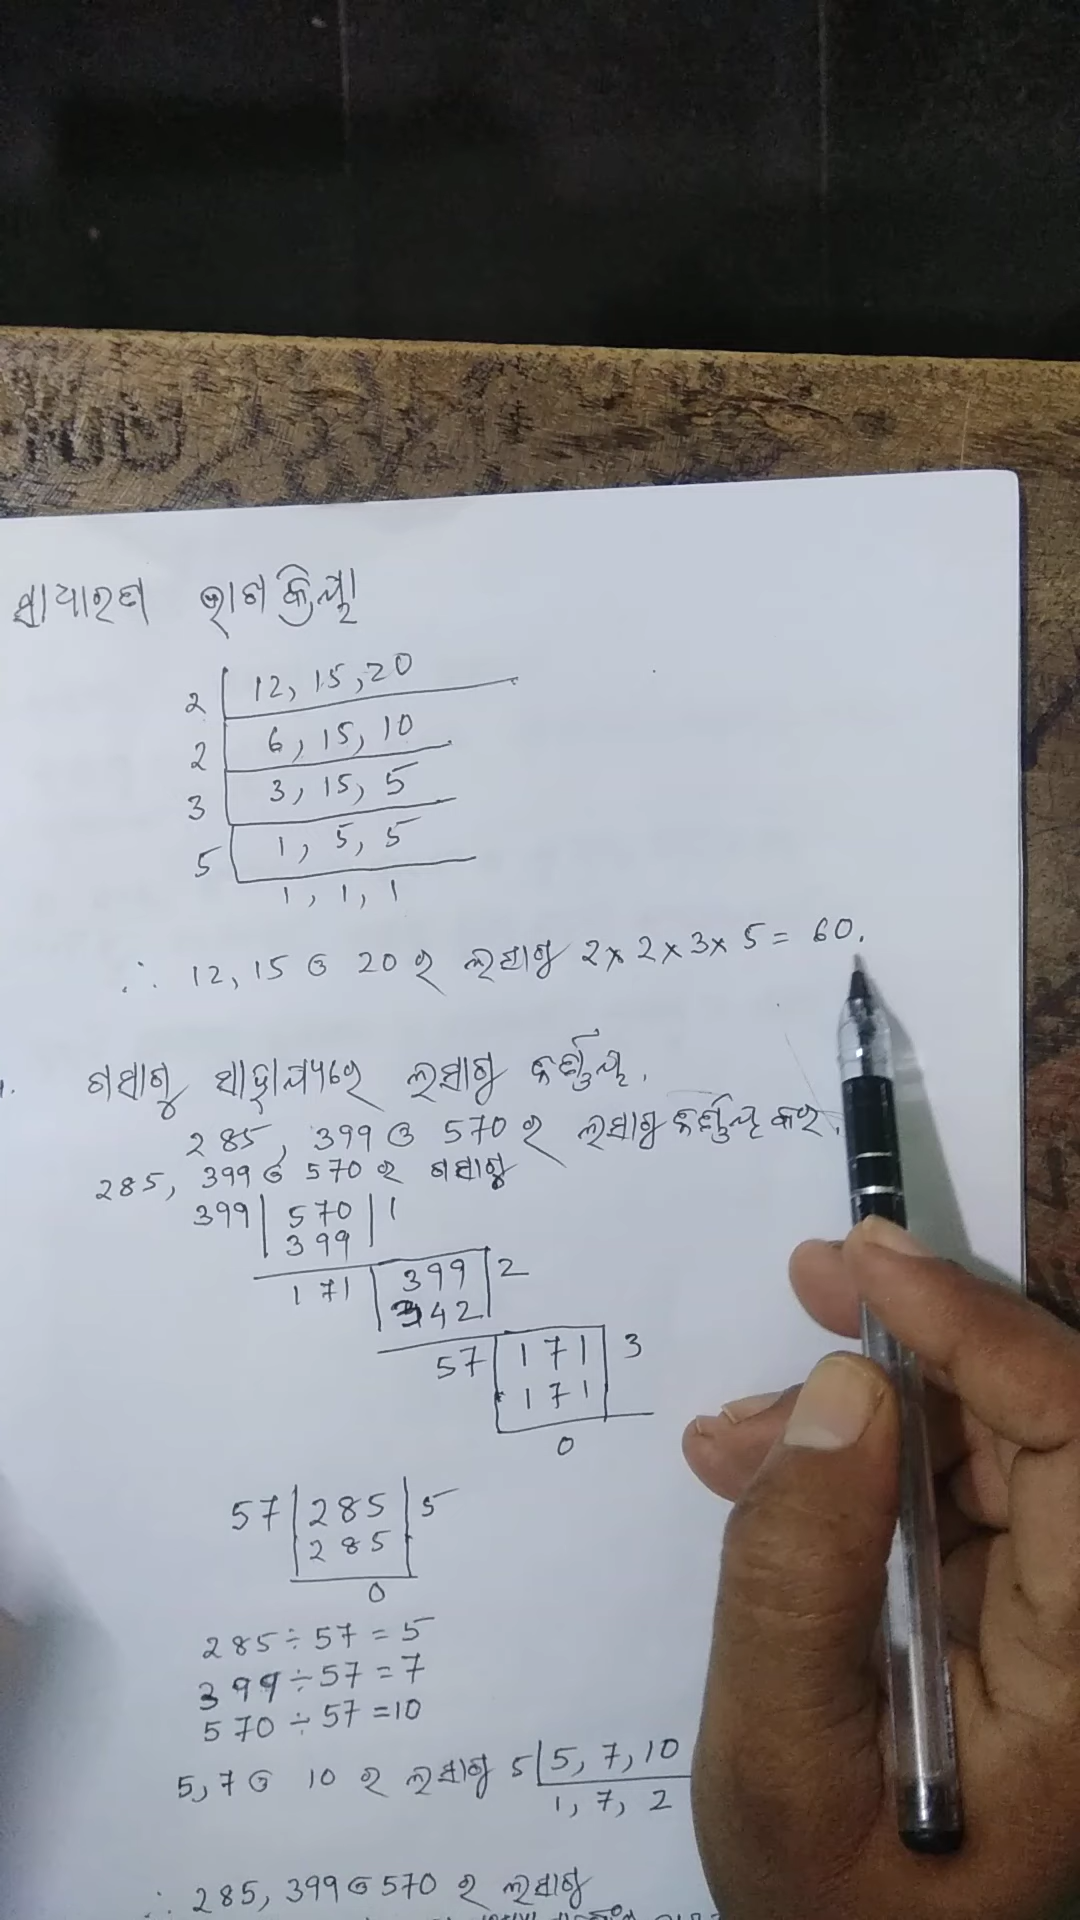 ସାଧାରଣ ଭାଗକ୍ରିୟା
2 | 12, 15, 20
2 | 6, 15, 10
3 | 3, 15, 5
5 | 1, 5, 5
1, 1, 1
∴ 12, 15 ଓ 20 ର ଲ.ସା.ଗୁ 2 × 2 × 3 × 5 = 60.
ଗ.ସା.ଗୁ ସାହାଯ୍ୟରେ ଲ.ସା.ଗୁ ନିର୍ଣ୍ଣୟ.
285, 399 ଓ 570 ର ଲ.ସା.ଗୁ ନିର୍ଣ୍ଣୟ କର.
285, 399 ଓ 570 ର ଗ.ସା.ଗୁ
399 | 570 | 1
399
171 | 399 | 2
342
57 | 171 | 3
171
0
57 | 285 | 5
285
0
285 ÷ 57 = 5
399 ÷ 57 = 7
570 ÷ 57 = 10
5, 7 ଓ 10 ର ଲ.ସା.ଗୁ 5 | 5, 7, 10
1, 7, 2
∴ 285, 399 ଓ 570 ର ଲ.ସା.ଗୁ